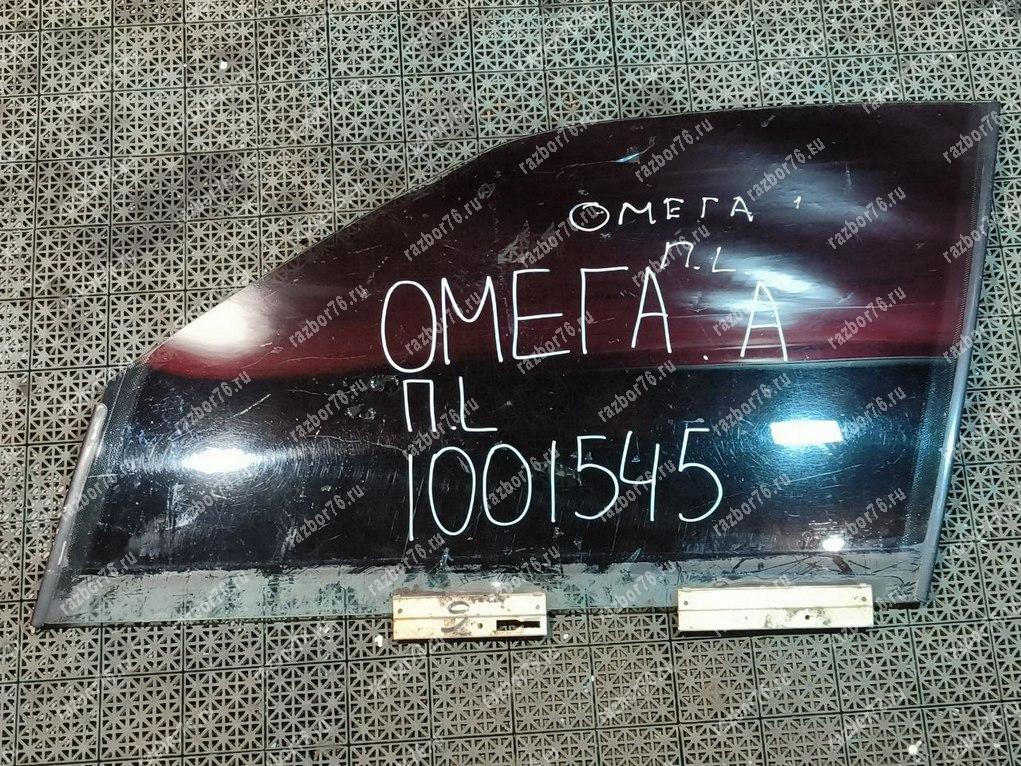 ОМЕГА
П.L.
ОМЕГА. А
П.L
1001545
razbor76.ru